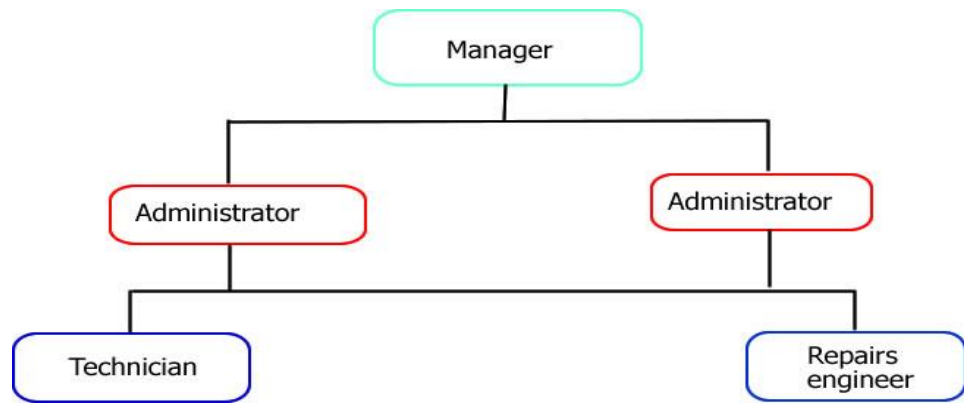 Manager
Administrator
Administrator
Technician
Repairs
engineer